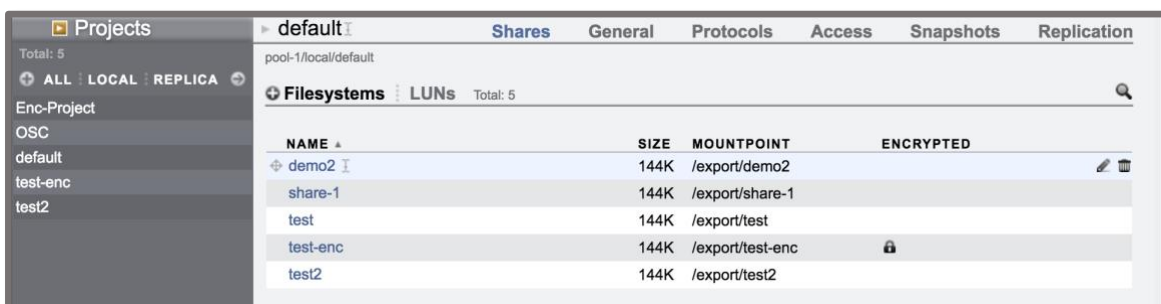 Projects
Total: 5
ALL LOCAL REPLICA
Enc-Project
OSC
default
test-enc
test2
default Shares General Protocols Access Snapshots Replication
pool-1/local/default
Filesystems LUNs Total: 5
NAME SIZE MOUNTPOINT ENCRYPTED
demo2 144K /export/demo2
share-1 144K /export/share-1
test 144K /export/test
test-enc 144K /export/test-enc
test2 144K /export/test2